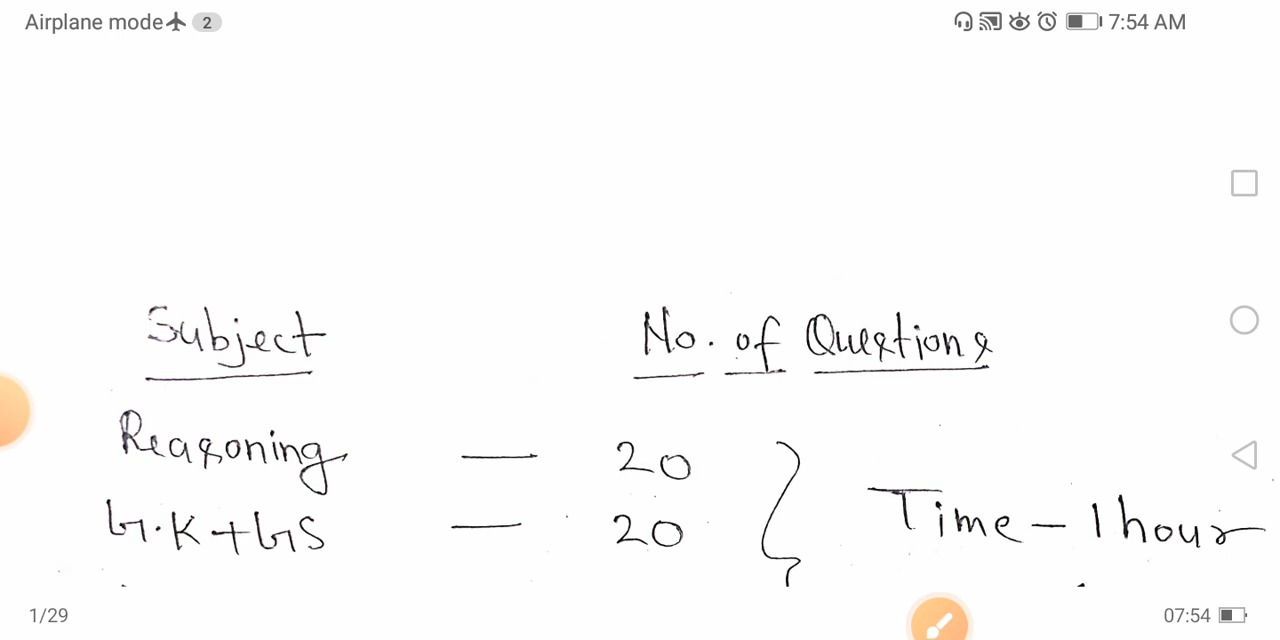 Airplane mode 2 7:54 AM
Subject No. of Questions
Reasoning — 20
G.K+GS — 20
Time – 1 hour
1/29 07:54